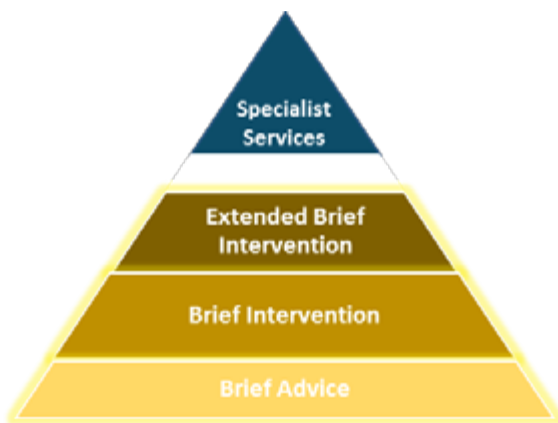 Specialist
Services
Extended Brief
Intervention
Brief Intervention
Brief Advice